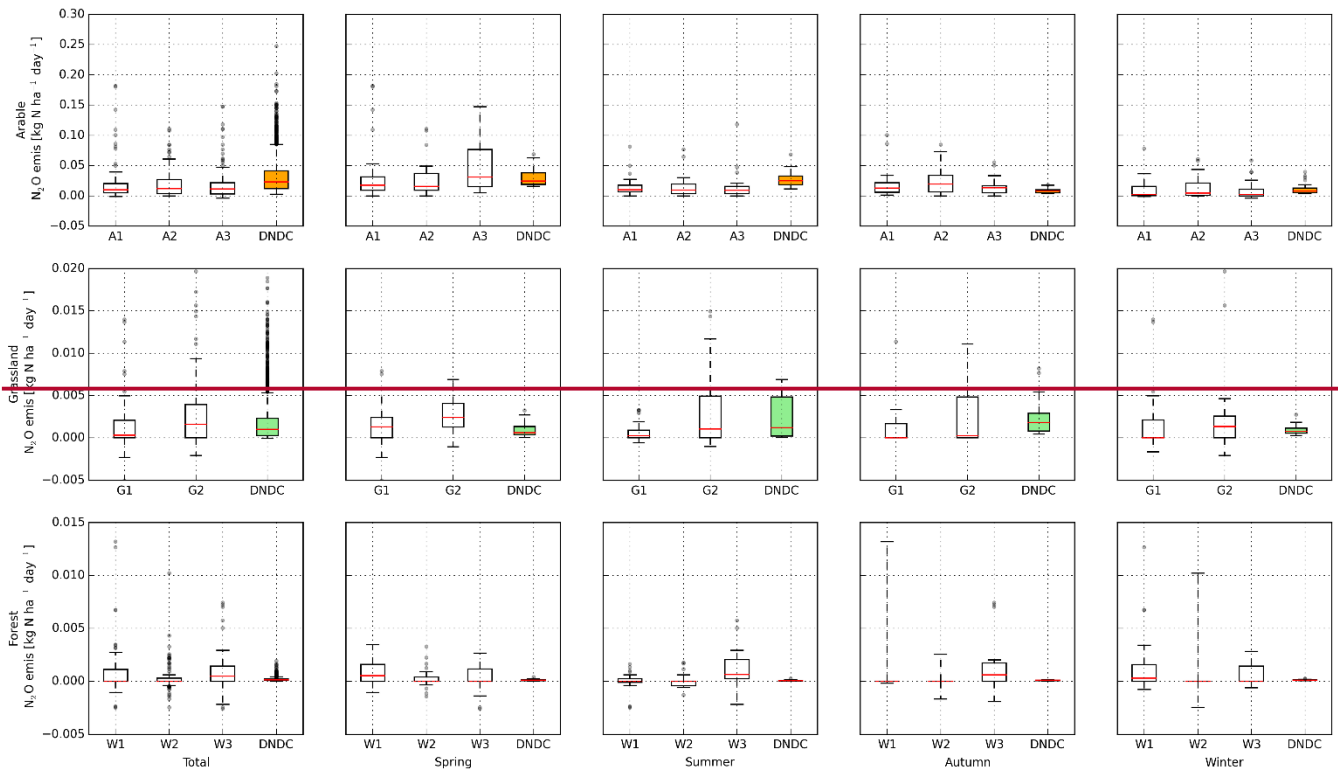 0.30
0.25
0.20
0.15
0.10
0.05
0.00
−0.05
Arable
N₂O emis [kg N ha ¹ day ¹]
A1 A2 A3 DNDC
A1 A2 A3 DNDC
A1 A2 A3 DNDC
A1 A2 A3 DNDC
A1 A2 A3 DNDC
0.020
0.015
0.010
0.005
0.000
−0.005
Grassland
N₂O emis [kg N ha ¹ day ¹]
G1 G2 DNDC
G1 G2 DNDC
G1 G2 DNDC
G1 G2 DNDC
G1 G2 DNDC
0.015
0.010
0.005
0.000
−0.005
Forest
N₂O emis [kg N ha ¹ day ¹]
W1 W2 W3 DNDC
W1 W2 W3 DNDC
W1 W2 W3 DNDC
W1 W2 W3 DNDC
W1 W2 W3 DNDC
Total
Spring
Summer
Autumn
Winter